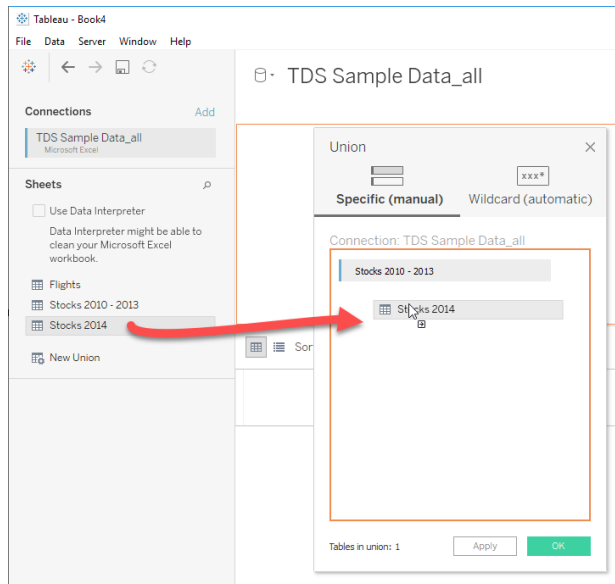 Tableau - Book4
File Data Server Window Help
TDS Sample Data_all
Connections Add
TDS Sample Data_all
Microsoft Excel
Sheets
Use Data Interpreter
Data Interpreter might be able to
clean your Microsoft Excel
workbook.
Flights
Stocks 2010 - 2013
Stocks 2014
New Union
Union
xxx*
Specific (manual) Wildcard (automatic)
Connection: TDS Sample Data_all
Stocks 2010 - 2013
Stocks 2014
Sor
Tables in union: 1 Apply OK